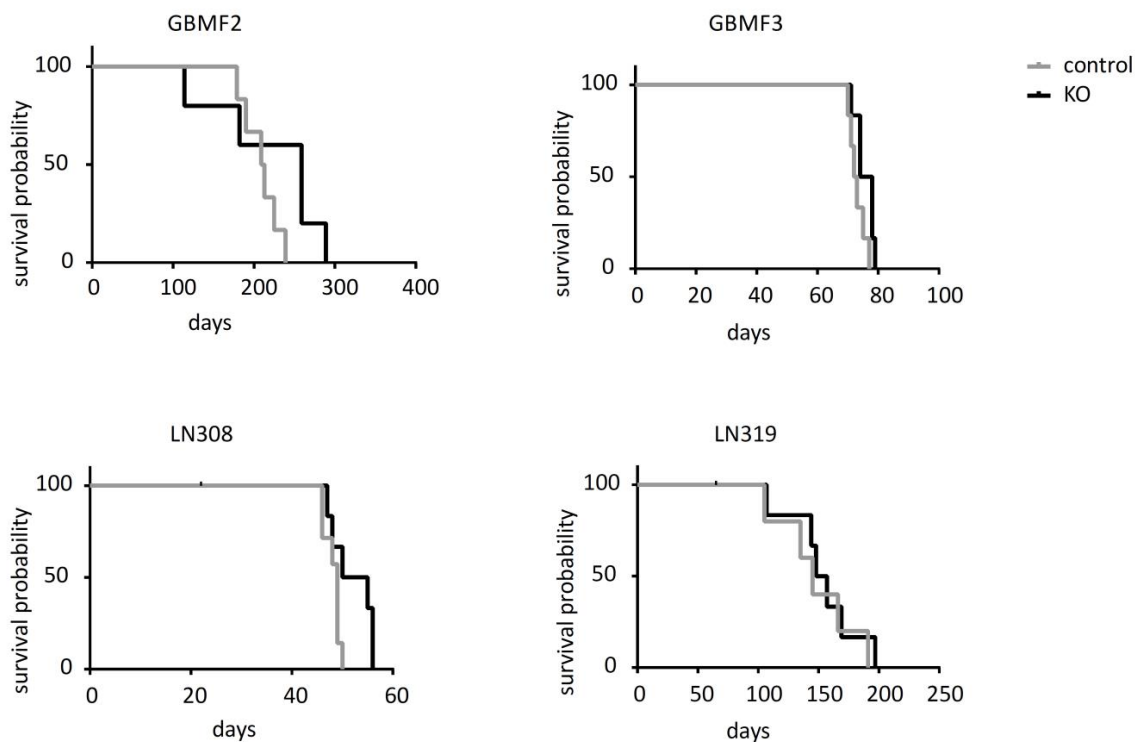 GBMF2
survival probability
100
50
0
0 100 200 300 400
days
GBMF3
survival probability
100
50
0
0 20 40 60 80 100
days
control
KO
LN308
survival probability
100
50
0
0 20 40 60
days
LN319
survival probability
100
50
0
0 50 100 150 200 250
days